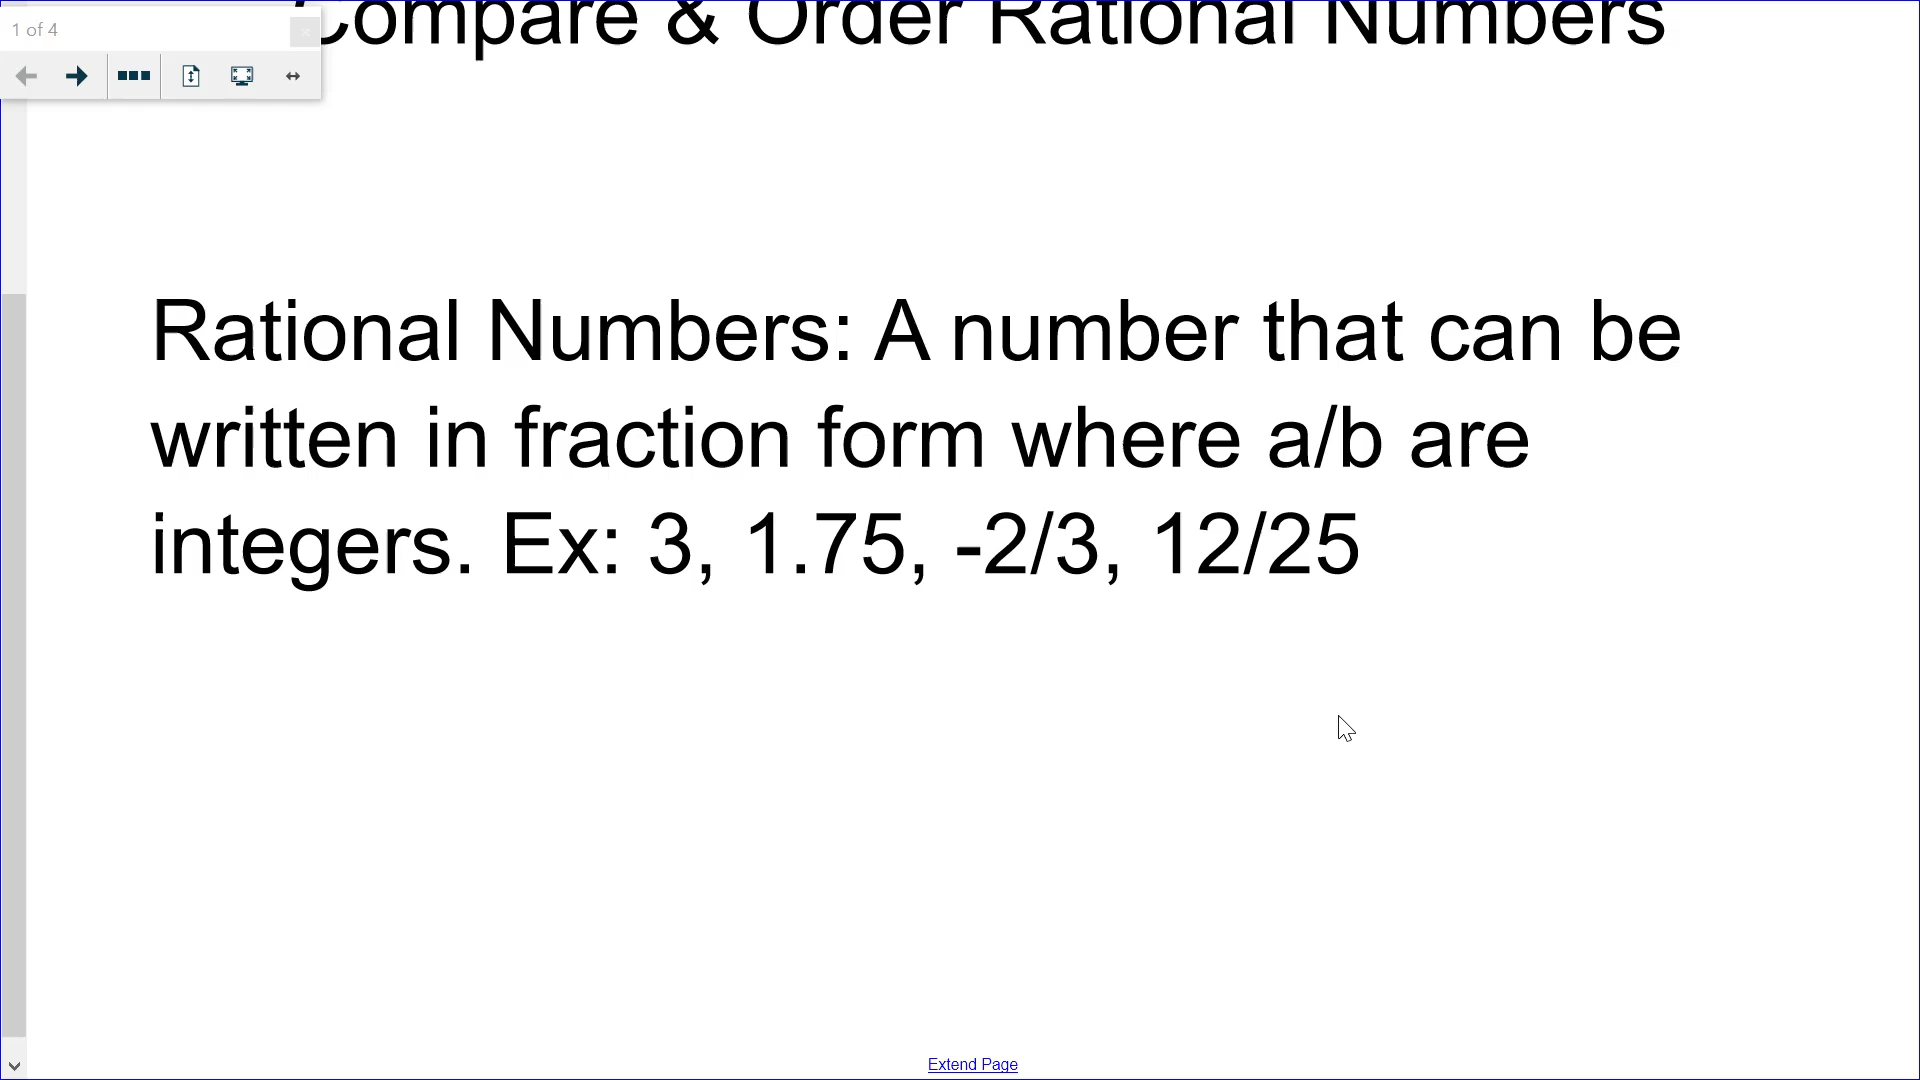 1 of 4
Compare & Order Rational Numbers
Rational Numbers: A number that can be
written in fraction form where a/b are
integers. Ex: 3, 1.75, -2/3, 12/25
Extend Page